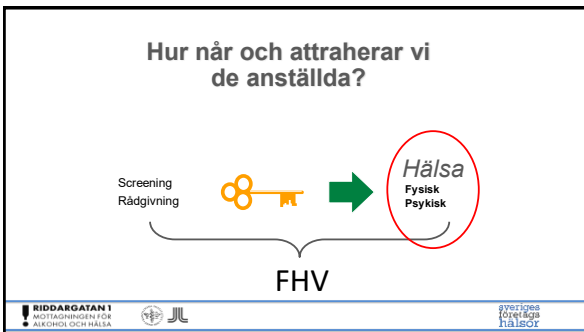 Hur når och attraherar vi
de anställda?
Screening
Rådgivning
Hälsa
Fysisk
Psykisk
FHV
RIDDARGATAN 1
MOTTAGNINGEN FÖR
ALKOHOL OCH HÄLSA
sveriges
företags
hälsor